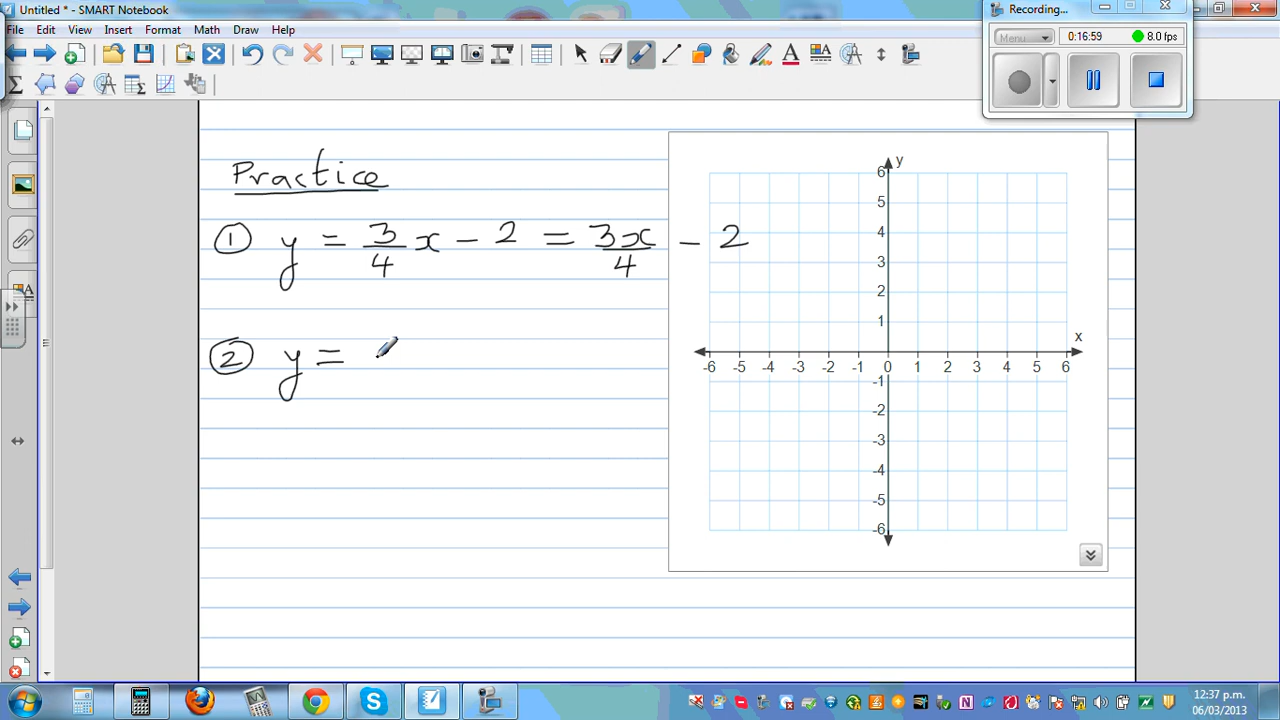 Untitled * - SMART Notebook
Recording...
File Edit View Insert Format Math Draw Help
Menu
0:16:59
8.0 fps
Practice
① y = 3/4 x - 2 = 3x/4 - 2
② y =
y
6
5
4
3
2
1
x
-6 -5 -4 -3 -2 -1 0 1 2 3 4 5 6
-1
-2
-3
-4
-5
-6
12:37 p.m.
06/03/2013